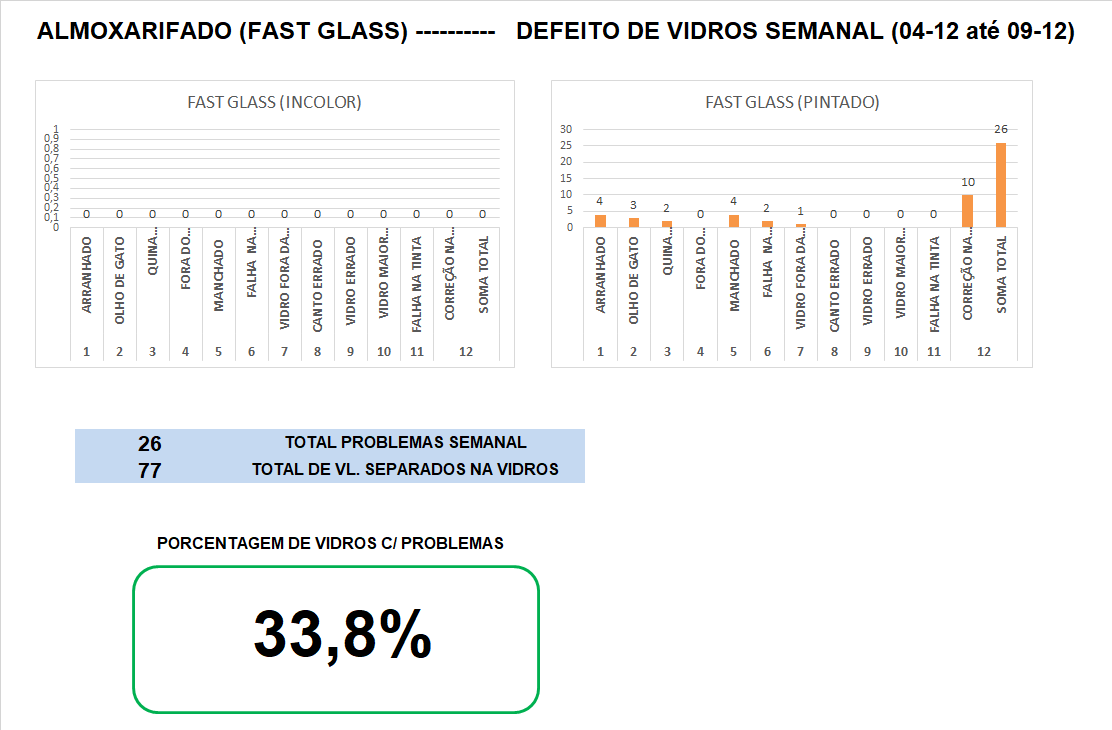 ALMOXARIFADO (FAST GLASS) ---------- DEFEITO DE VIDROS SEMANAL (04-12 até 09-12)
FAST GLASS (INCOLOR)
1
0,9
0,8
0,7
0,6
0,5
0,4
0,3
0,2
0,1
0
0 0 0 0 0 0 0 0 0 0 0 0 0
ARRANHADO
OLHO DE GATO
QUINA...
FORA DO...
MANCHADO
FALHA NA...
VIDRO FORA DA...
CANTO ERRADO
VIDRO ERRADO
VIDRO MAIOR...
FALHA NA TINTA
CORREÇÃO NA...
SOMA TOTAL
1 2 3 4 5 6 7 8 9 10 11 12
FAST GLASS (PINTADO)
30
25
20
15
10
5
0
4 3 2 0 4 2 1 0 0 0 0 10 26
ARRANHADO
OLHO DE GATO
QUINA...
FORA DO...
MANCHADO
FALHA NA...
VIDRO FORA DA...
CANTO ERRADO
VIDRO ERRADO
VIDRO MAIOR...
FALHA NA TINTA
CORREÇÃO NA...
SOMA TOTAL
1 2 3 4 5 6 7 8 9 10 11 12
26 TOTAL PROBLEMAS SEMANAL
77 TOTAL DE VL. SEPARADOS NA VIDROS
PORCENTAGEM DE VIDROS C/ PROBLEMAS
33,8%